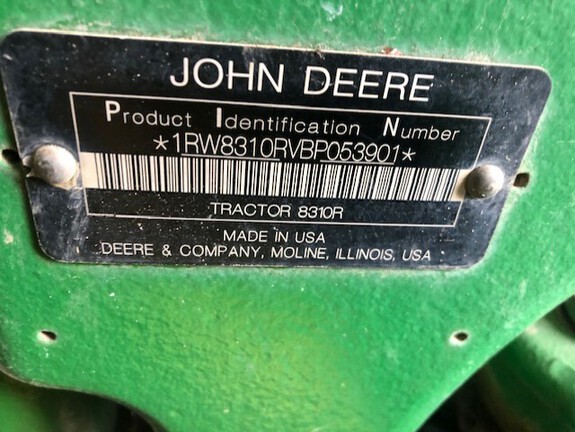 JOHN DEERE
Product Identification Number
*1RW8310RVBP053901*
TRACTOR 8310R
MADE IN USA
DEERE & COMPANY, MOLINE, ILLINOIS, USA